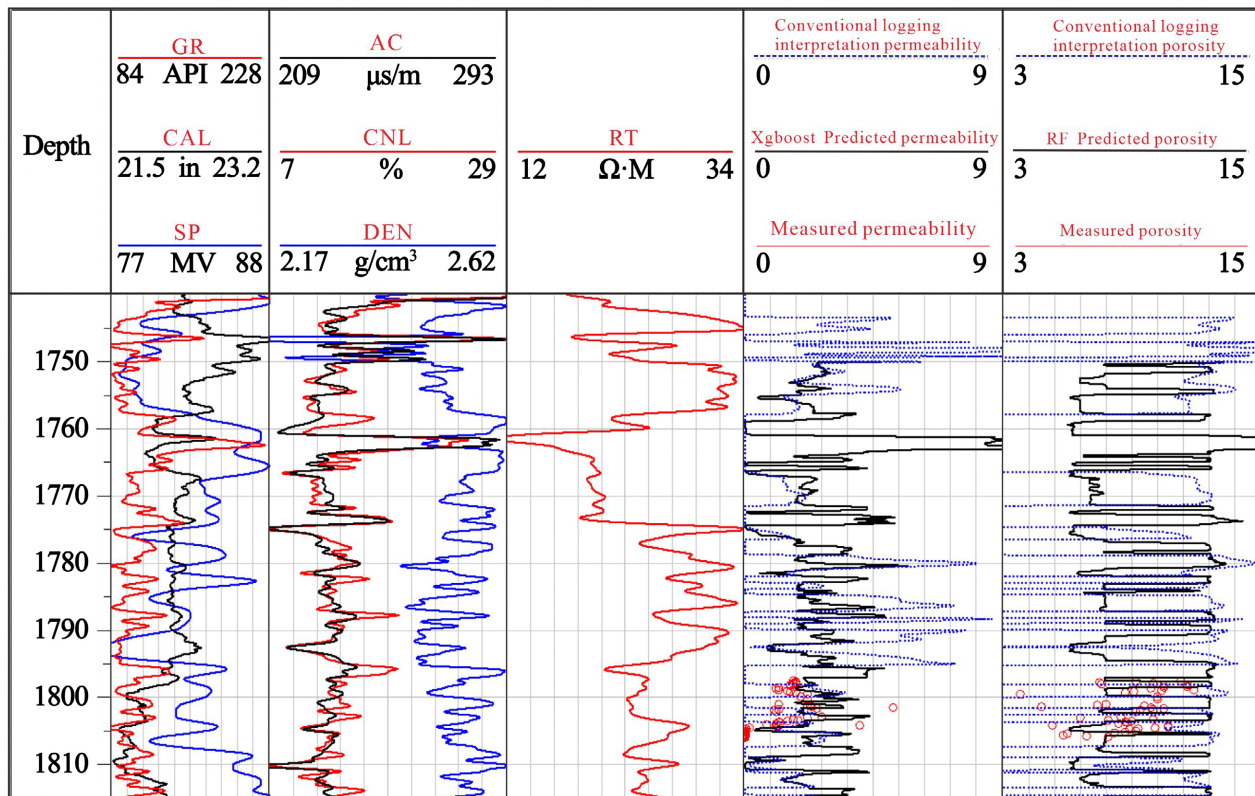 Depth
GR
84 API 228
CAL
21.5 in 23.2
SP
77 MV 88
AC
209 μs/m 293
CNL
7 % 29
DEN
2.17 g/cm³ 2.62
RT
12 Ω·M 34
Conventional logging
interpretation permeability
0 9
Xgboost Predicted permeability
0 9
Measured permeability
0 9
Conventional logging
interpretation porosity
3 15
RF Predicted porosity
3 15
Measured porosity
3 15
1750
1760
1770
1780
1790
1800
1810